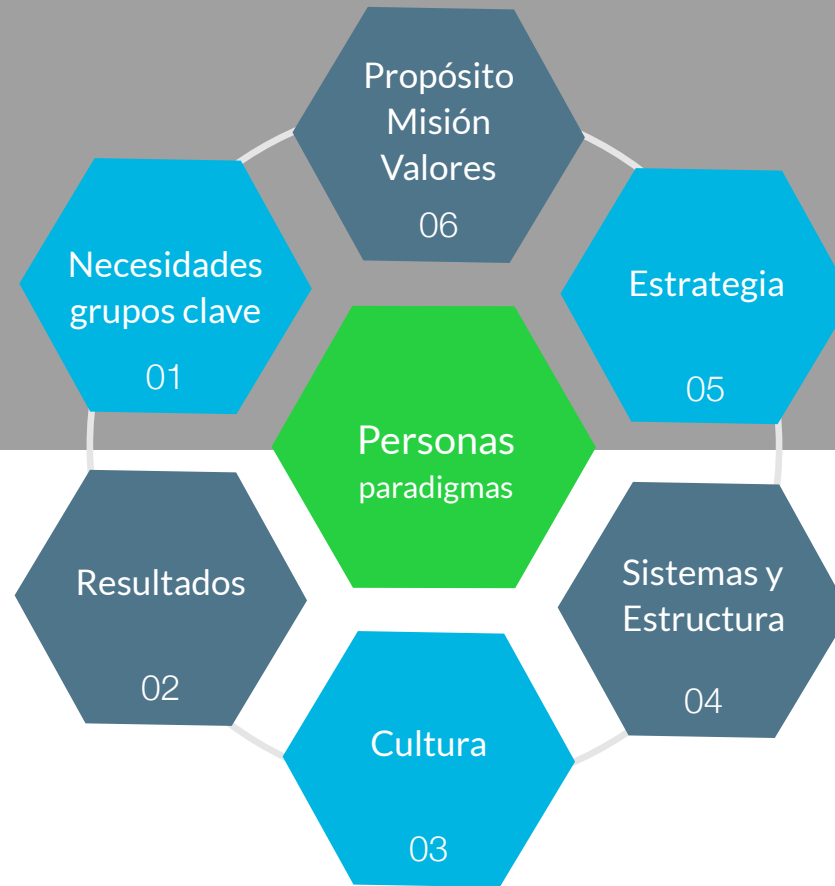 Propósito
Misión
Valores
06
Necesidades
grupos clave
01
Estrategia
05
Personas
paradigmas
Resultados
02
Sistemas y
Estructura
04
Cultura
03